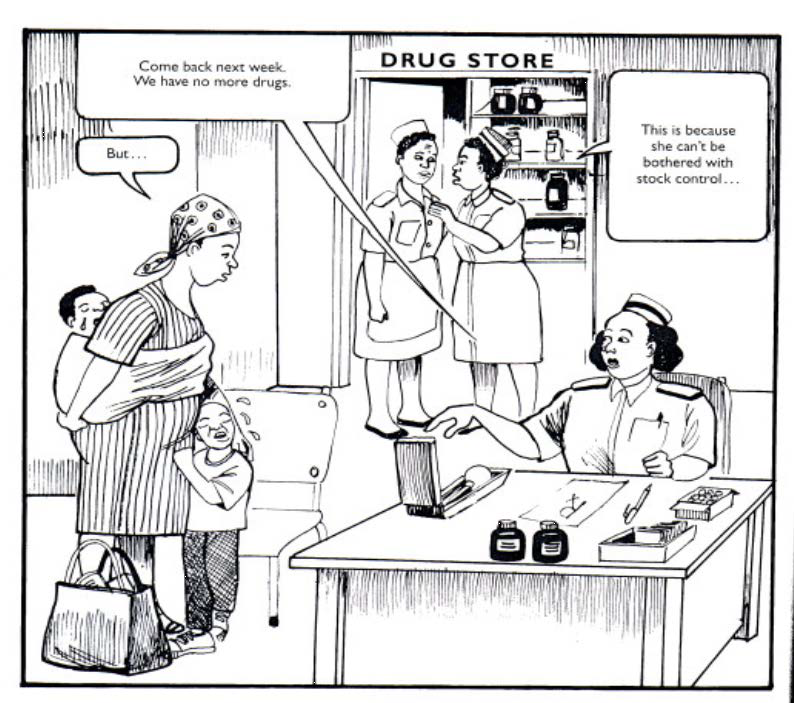 Come back next week.
We have no more drugs.
DRUG STORE
But...
This is because
she can't be
bothered with
stock control...